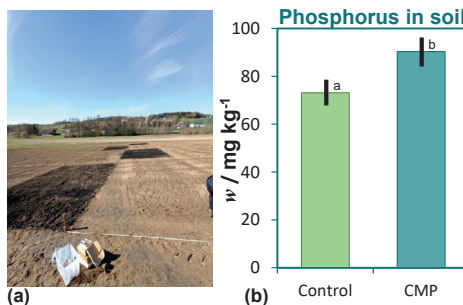 Phosphorus in soil
w / mg kg⁻¹
100
80
60
40
20
0
a
b
Control
CMP
(a)
(b)